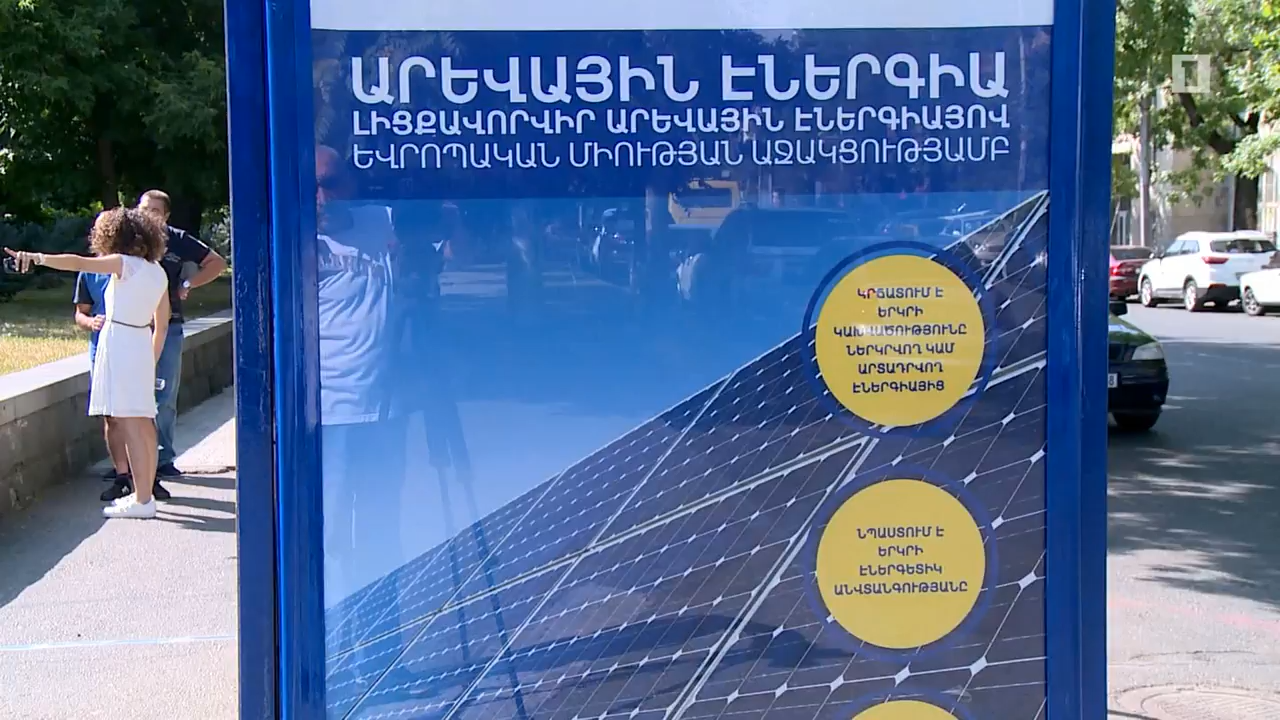 ԱՐԵՎԱՅԻՆ ԷՆԵՐԳԻԱ
ԼԻՑՔԱՎՈՐՎԻՐ ԱՐԵՎԱՅԻՆ ԷՆԵՐԳԻԱՅՈՎ
ԵՎՐՈՊԱԿԱՆ ՄԻՈՒԹՅԱՆ ԱՋԱԿՑՈՒԹՅԱՄԲ
ԿՐՃԱՏՈՒՄ Է
ԵՐԿՐԻ
ԿԱԽՎԱԾՈՒԹՅՈՒՆԸ
ՆԵՐԿՐՎՈՂ ԿԱՄ
ԱՐՏԱԴՐՎՈՂ
ԷՆԵՐԳԻԱՅԻՑ
ՆՊԱՍՏՈՒՄ Է
ԵՐԿՐԻ
ԷՆԵՐԳԵՏԻԿ
ԱՆՎՏԱՆԳՈՒԹՅԱՆԸ